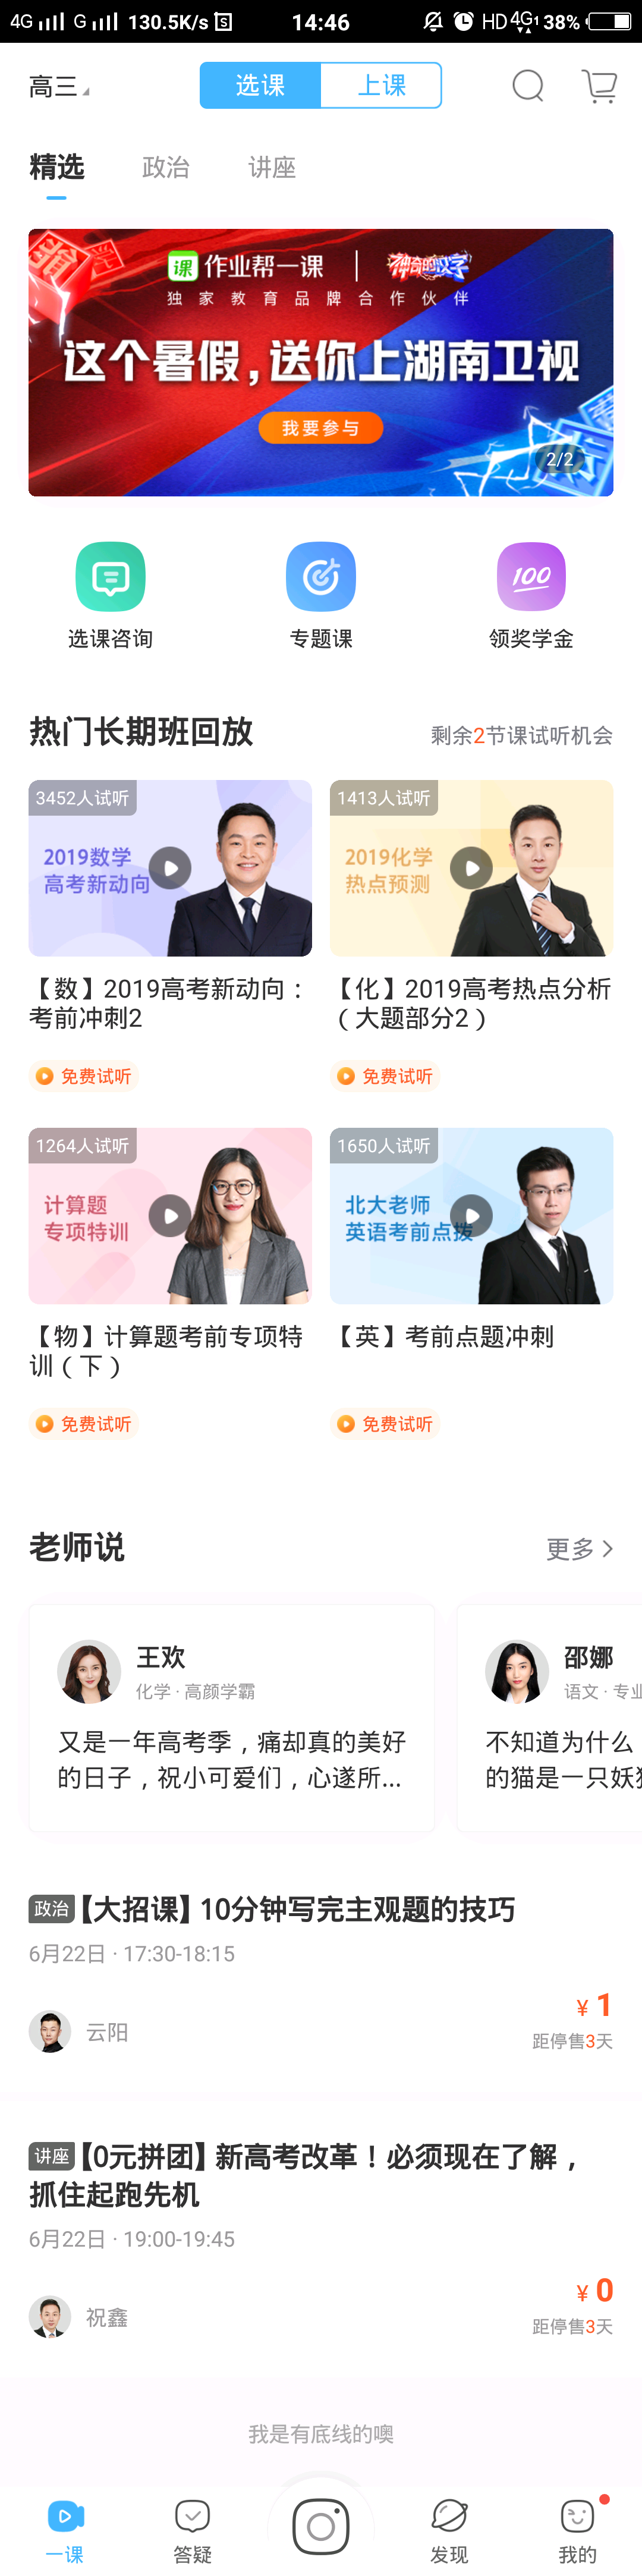 4G G 130.5K/s 14:46 HD 4G 1 38%
高三 选课 上课
精选 政治 讲座
课 作业帮一课 | 神奇的汉字
独家教育品牌合作伙伴
这个暑假,送你上湖南卫视
我要参与
2/2
100
选课咨询 专题课 领奖学金
热门长期班回放 剩余2节课试听机会
3452人试听
2019数学
高考新动向
1413人试听
2019化学
热点预测
【数】2019高考新动向：
考前冲刺2
免费试听
【化】2019高考热点分析
（大题部分2）
免费试听
1264人试听
计算题
专项特训
1650人试听
北大老师
英语考前点拨
【物】计算题考前专项特
训（下）
免费试听
【英】考前点题冲刺
免费试听
老师说 更多
王欢
化学 · 高颜学霸
又是一年高考季，痛却真的美好
的日子，祝小可爱们，心遂所...
邵娜
语文 · 专业
不知道为什么
的猫是一只妖
政治【大招课】10分钟写完主观题的技巧
6月22日 · 17:30-18:15
云阳
¥ 1
距停售3天
讲座【0元拼团】新高考改革！必须现在了解，
抓住起跑先机
6月22日 · 19:00-19:45
祝鑫
¥ 0
距停售3天
我是有底线的噢
一课 答疑 发现 我的